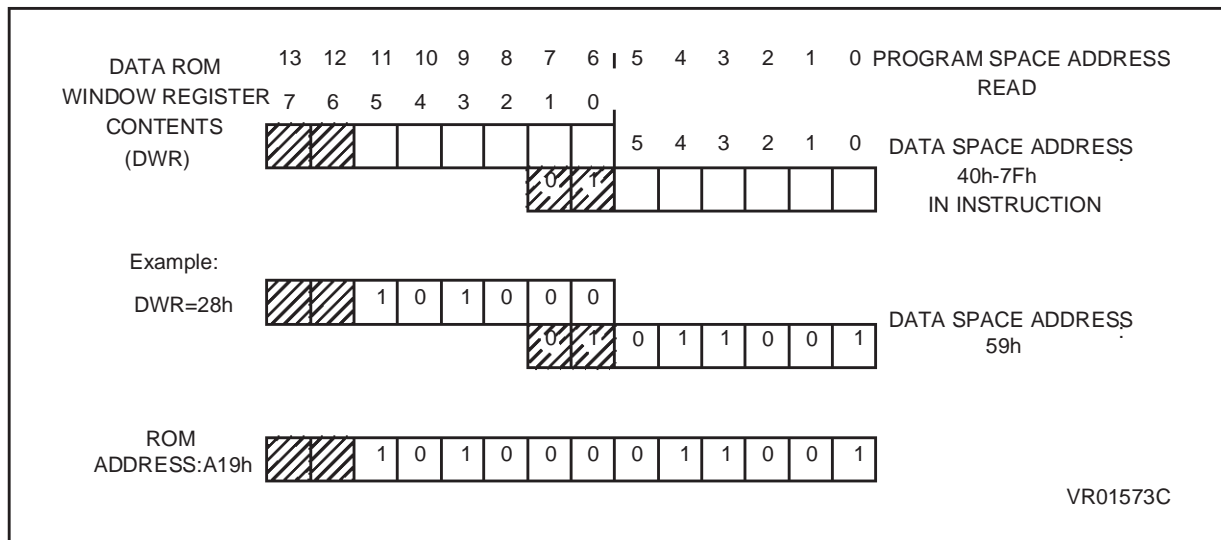 13 12 11 10 9 8 7 6 5 4 3 2 1 0 PROGRAM SPACE ADDRESS
READ
DATA ROM
WINDOW REGISTER 7 6 5 4 3 2 1 0
CONTENTS
(DWR)
5 4 3 2 1 0 DATA SPACE ADDRESS
:
0 1
40h-7Fh
IN INSTRUCTION
Example:
DWR=28h 1 0 1 0 0 0
0 1 0 1 1 0 0 1
DATA SPACE ADDRESS
:
59h
ROM
ADDRESS:A19h 1 0 1 0 0 0 0 1 1 0 0 1
VR01573C